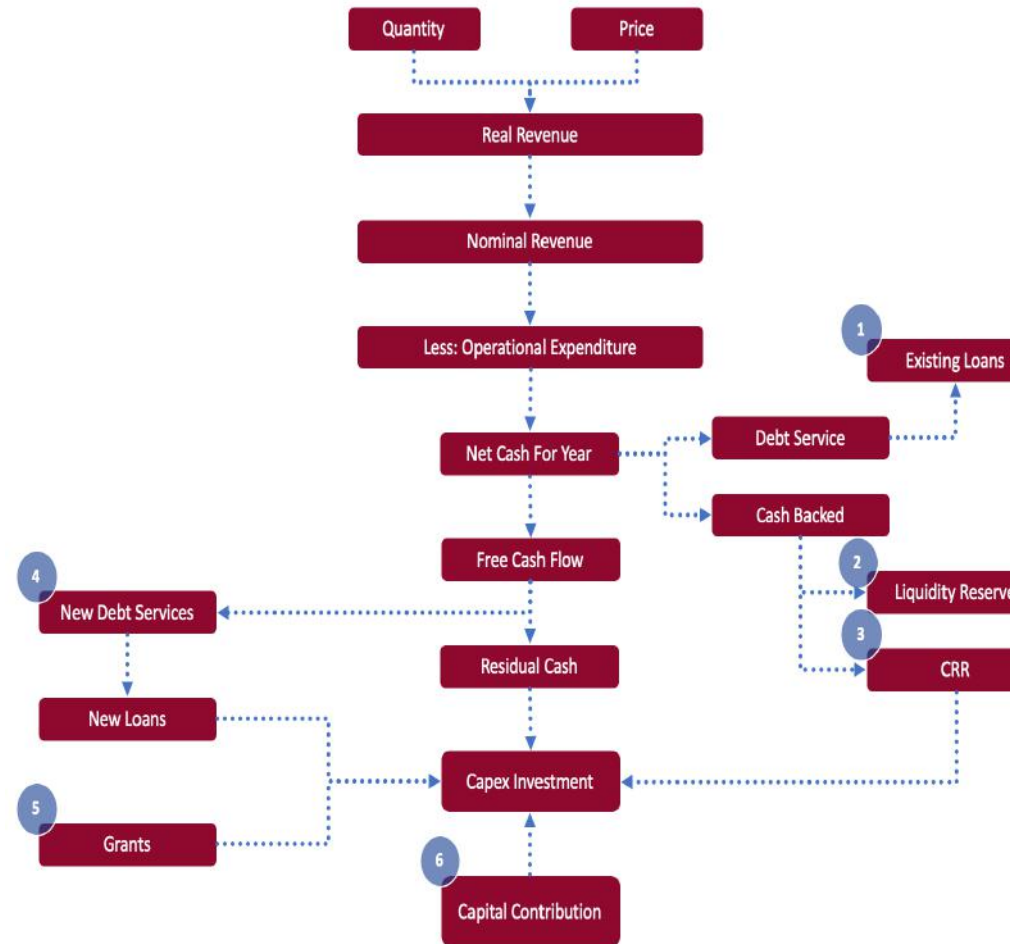 Quantity
Price
Real Revenue
Nominal Revenue
Less: Operational Expenditure
1
Existing Loans
Net Cash For Year
Debt Service
Cash Backed
Free Cash Flow
4
New Debt Services
2
Liquidity Reserve
3
CRR
Residual Cash
New Loans
Capex Investment
5
Grants
6
Capital Contribution